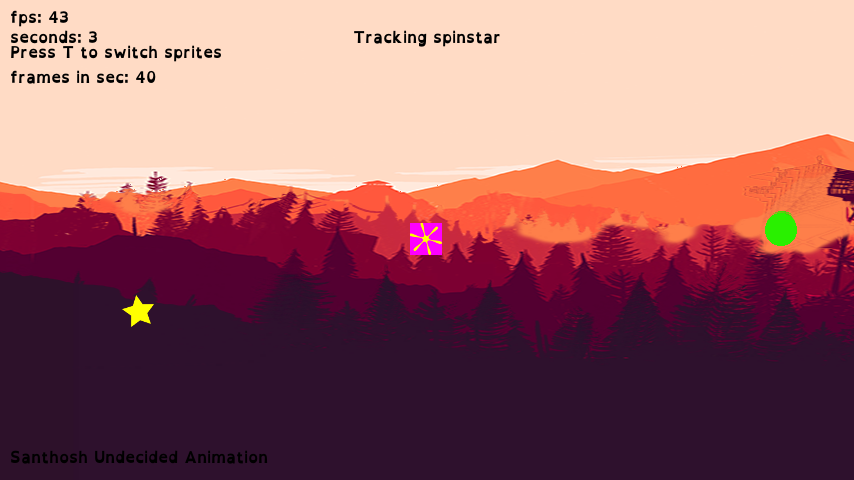 fps: 43
seconds: 3
Press T to switch sprites
frames in sec: 40
Tracking spinstar
Santhosh Undecided Animation